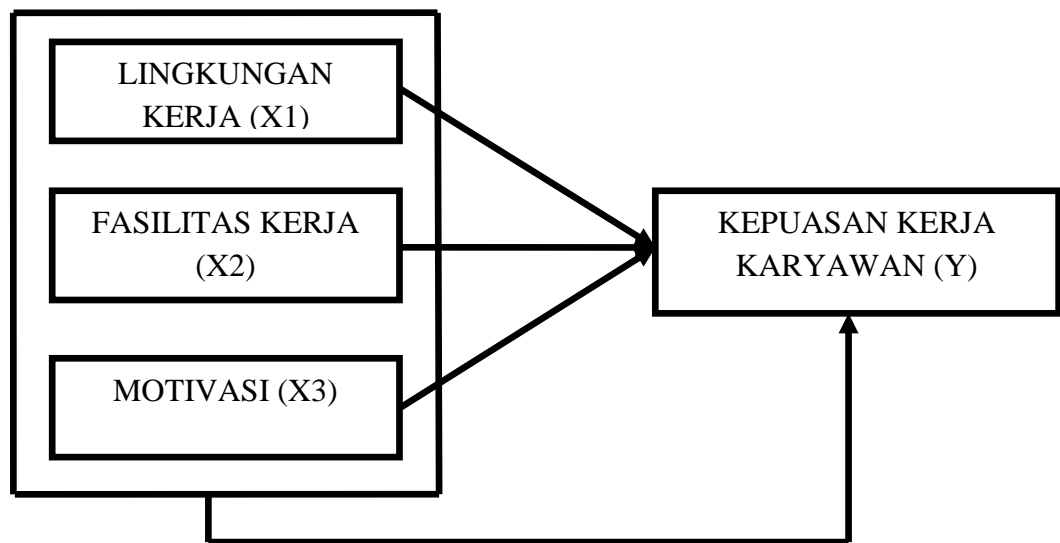 LINGKUNGAN
KERJA (X1)
FASILITAS KERJA
(X2)
MOTIVASI (X3)
KEPUASAN KERJA
KARYAWAN (Y)